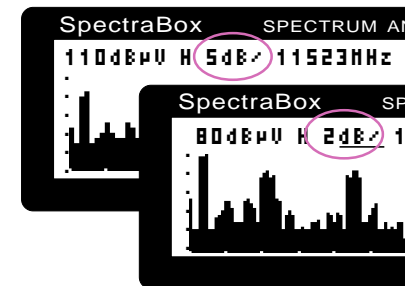 SpectraBox SPECTRUM AN
110dBµV H 5dB/ 11523MHz
SpectraBox SP
80dBµV H 2dB/ 1